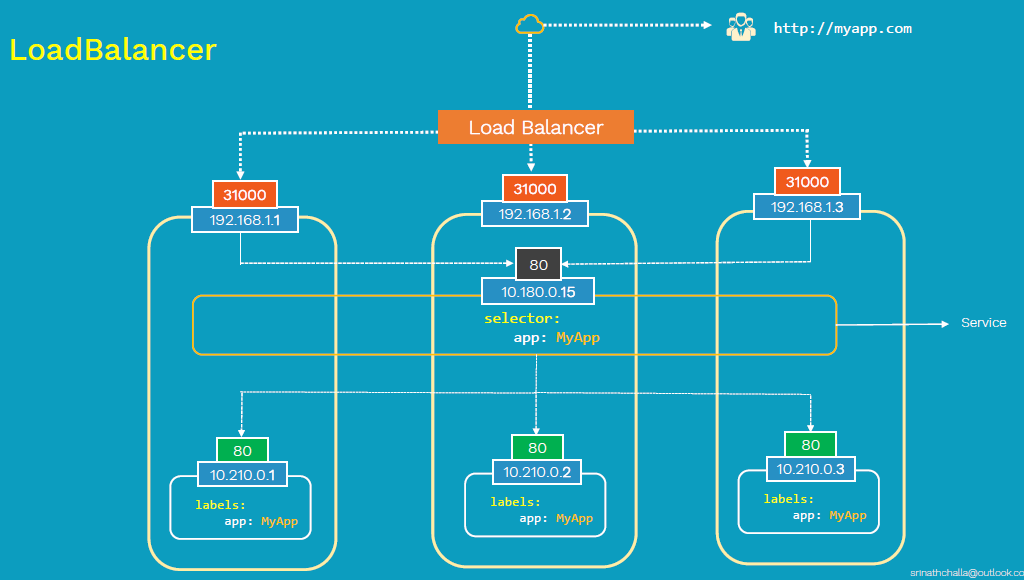 http://myapp.com
LoadBalancer
Load Balancer
31000
192.168.1.1
31000
192.168.1.2
31000
192.168.1.3
80
10.180.0.15
selector:
app: MyApp
Service
80
10.210.0.1
labels:
app: MyApp
80
10.210.0.2
labels:
app: MyApp
80
10.210.0.3
labels:
app: MyApp
srinathchalla@outlook.co